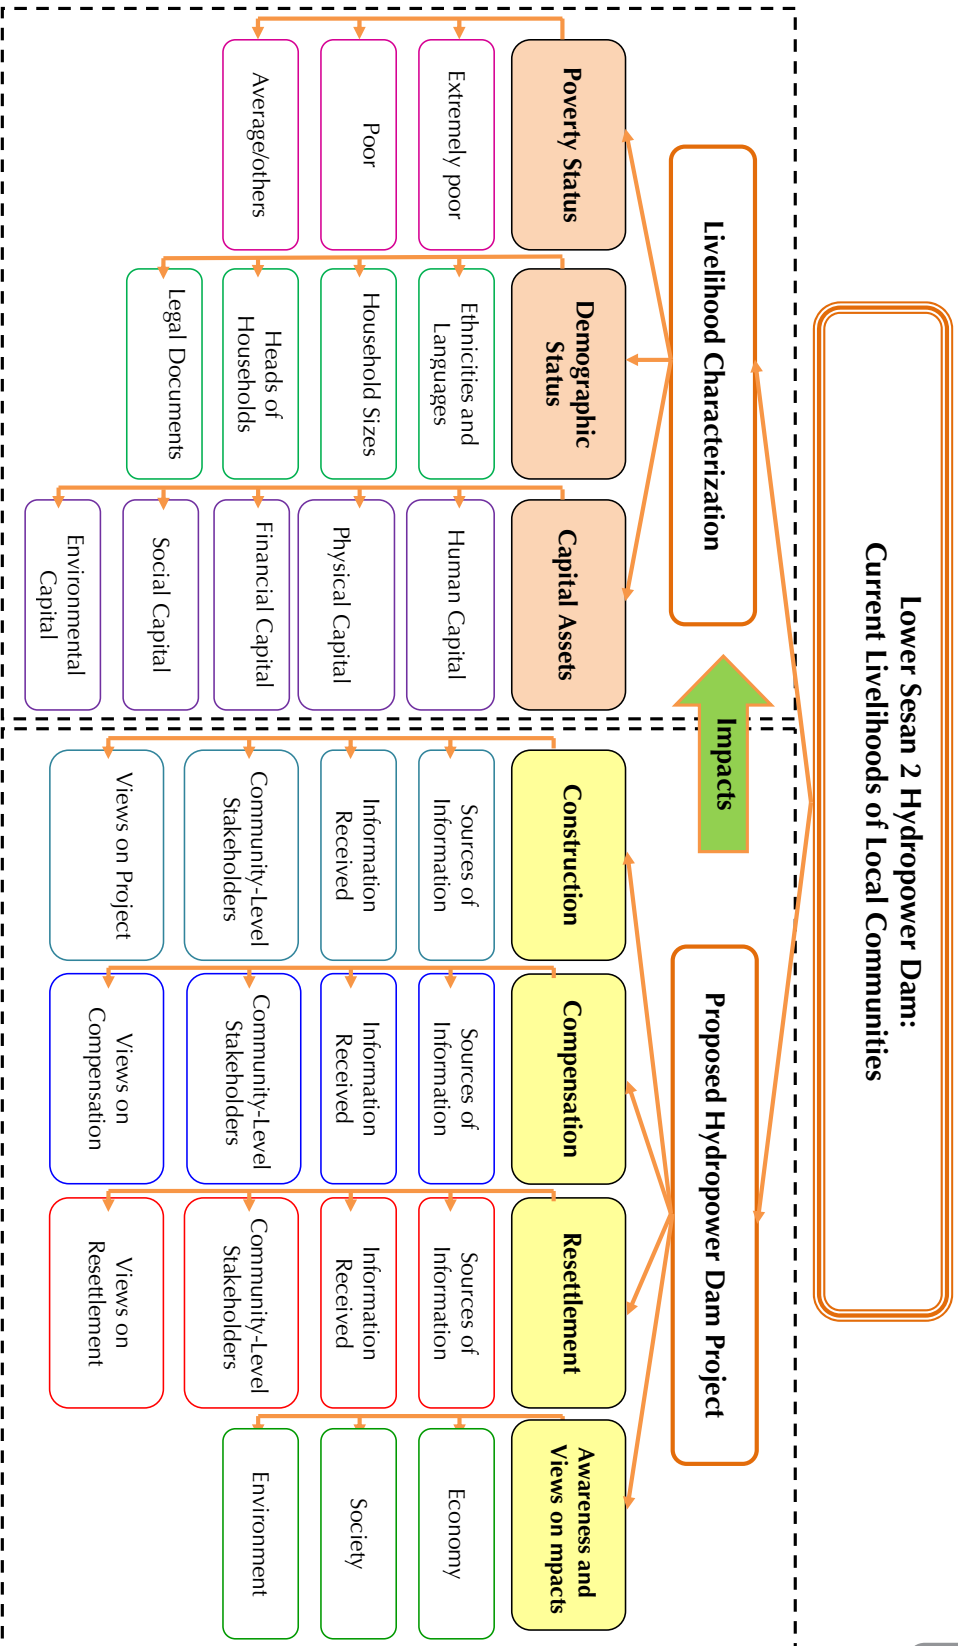 Lower Sesan 2 Hydropower Dam:
Current Livelihoods of Local Communities
Livelihood Characterization
Impacts
Proposed Hydropower Dam Project
Poverty Status
Extremely poor
Poor
Average/others
Demographic
Status
Ethnicities and
Languages
Household Sizes
Heads of
Households
Legal Documents
Capital Assets
Human Capital
Physical Capital
Financial Capital
Social Capital
Environmental
Capital
Construction
Sources of
Information
Information
Received
Community-Level
Stakeholders
Views on Project
Compensation
Sources of
Information
Information
Received
Community-Level
Stakeholders
Views on
Compensation
Resettlement
Sources of
Information
Information
Received
Community-Level
Stakeholders
Views on
Resettlement
Awareness and
Views on mpacts
Economy
Society
Environment